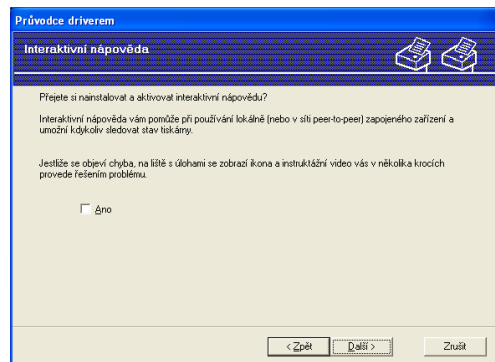 Průvodce driverem
Interaktivní nápověda
Přejete si nainstalovat a aktivovat interaktivní nápovědu?
Interaktivní nápověda vám pomůže při používání lokálně (nebo v síti peer-to-peer) zapojeného zařízení a
umožní kdykoliv sledovat stav tiskárny.
Jestliže se objeví chyba, na liště s úlohami se zobrazí ikona a instruktážní video vás v několika krocích
provede řešením problému.
Ano
< Zpět
Další >
Zrušit